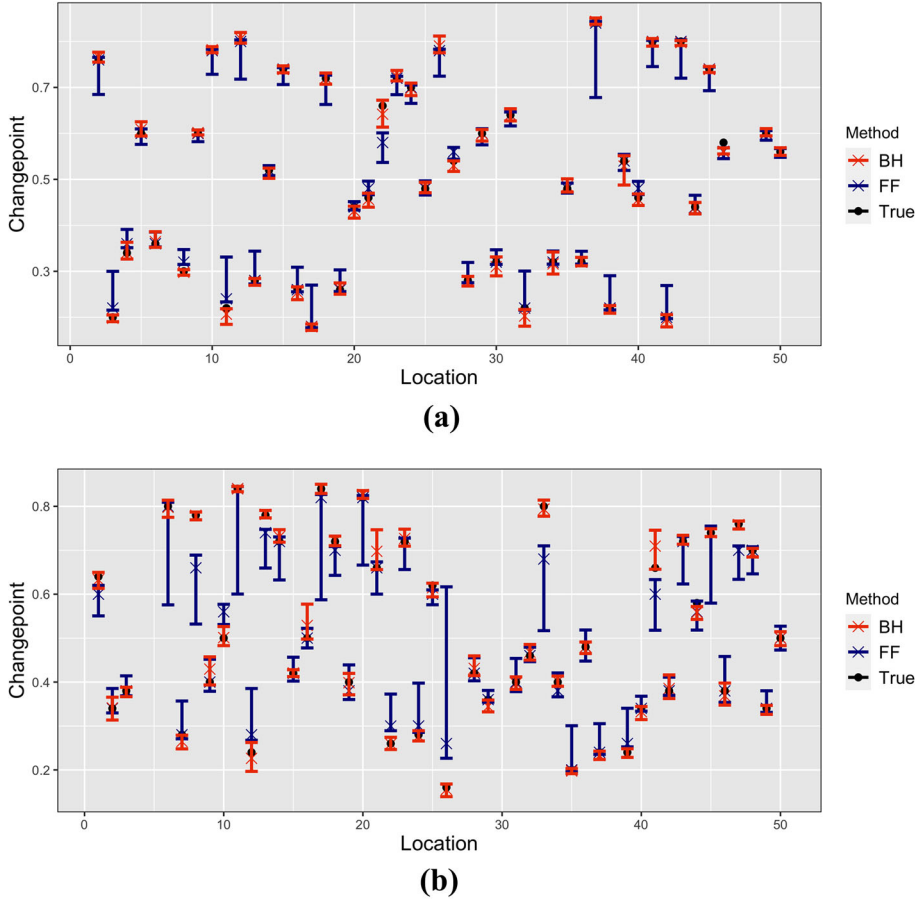 0.7
0.5
0.3
Changepoint
0 10 20 30 40 50
Location
Method
BH
FF
True
(a)
0.8
0.6
0.4
0.2
Changepoint
0 10 20 30 40 50
Location
Method
BH
FF
True
(b)